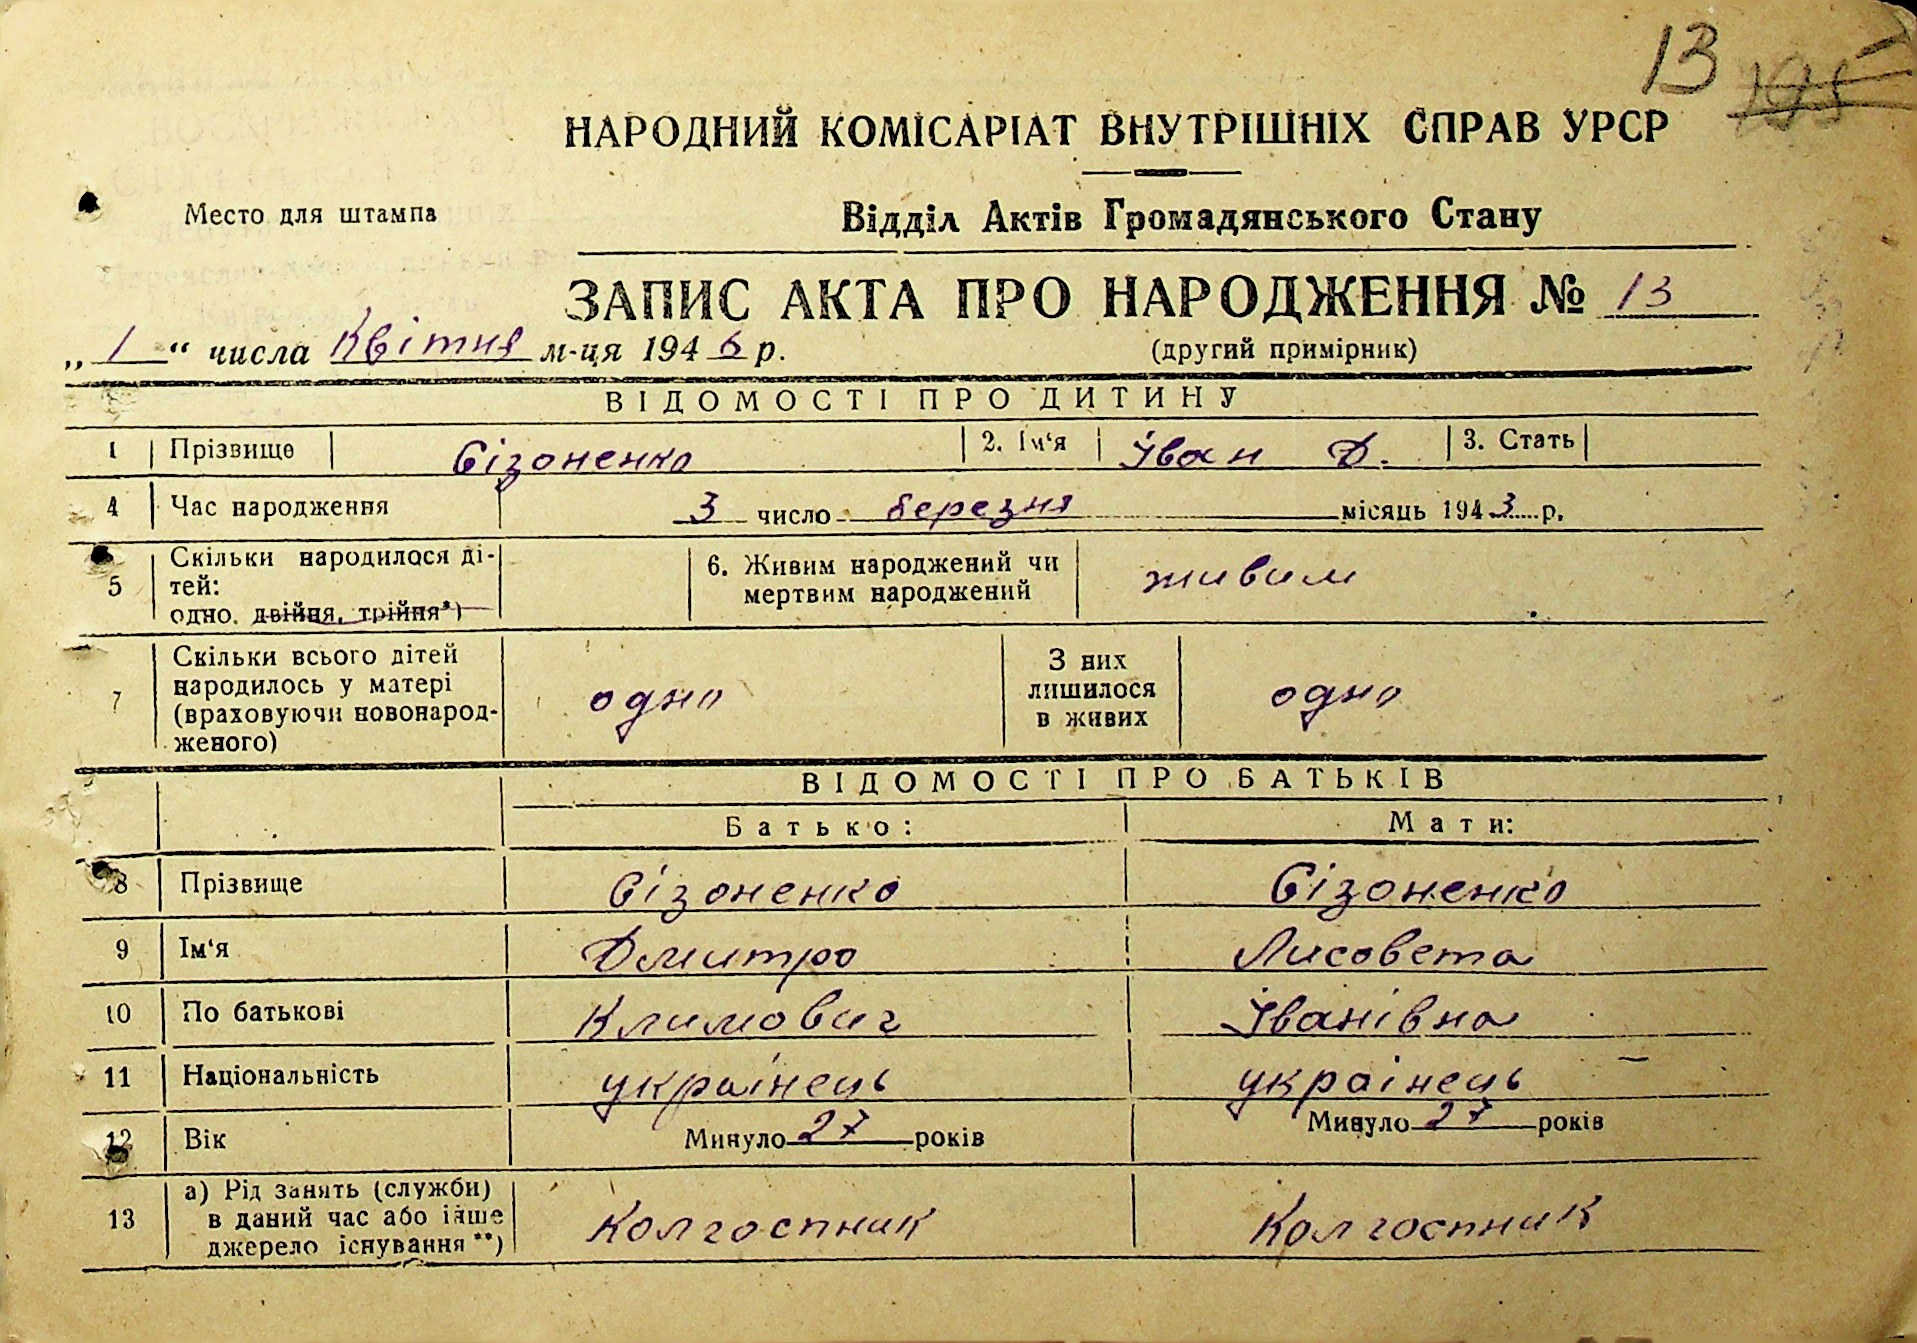 13
НАРОДНИЙ КОМІСАРІАТ ВНУТРІШНІХ СПРАВ УРСР
Место для штампа
Відділ Актів Громадянського Стану
ЗАПИС АКТА ПРО НАРОДЖЕННЯ № 13
„ 1 “ числа Квітня м-ця 1946 р. (другий примірник)
ВІДОМОСТІ ПРО ДИТИНУ
1 Прізвище Сізоненко 2. Ім‘я Іван Д. 3. Стать
4 Час народження 3 число березня місяць 1943 р.
5 Скільки народилося дітей: одно. двійня, трійня*) 6. Живим народжений чи мертвим народжений живим
7 Скільки всього дітей народилось у матері (враховуючи новонародженого) одно З них лишилося в живих одно
ВІДОМОСТІ ПРО БАТЬКІВ
Батько: Мати:
8 Прізвище Сізоненко Сізоненко
9 Ім‘я Дмитро Лисовета
10 По батькові Климович Іванівна
11 Національність українець українець
12 Вік Минуло 27 років Минуло 27 років
13 а) Рід занять (служби) в даний час або інше джерело існування**) Колгоспник Колгоспник